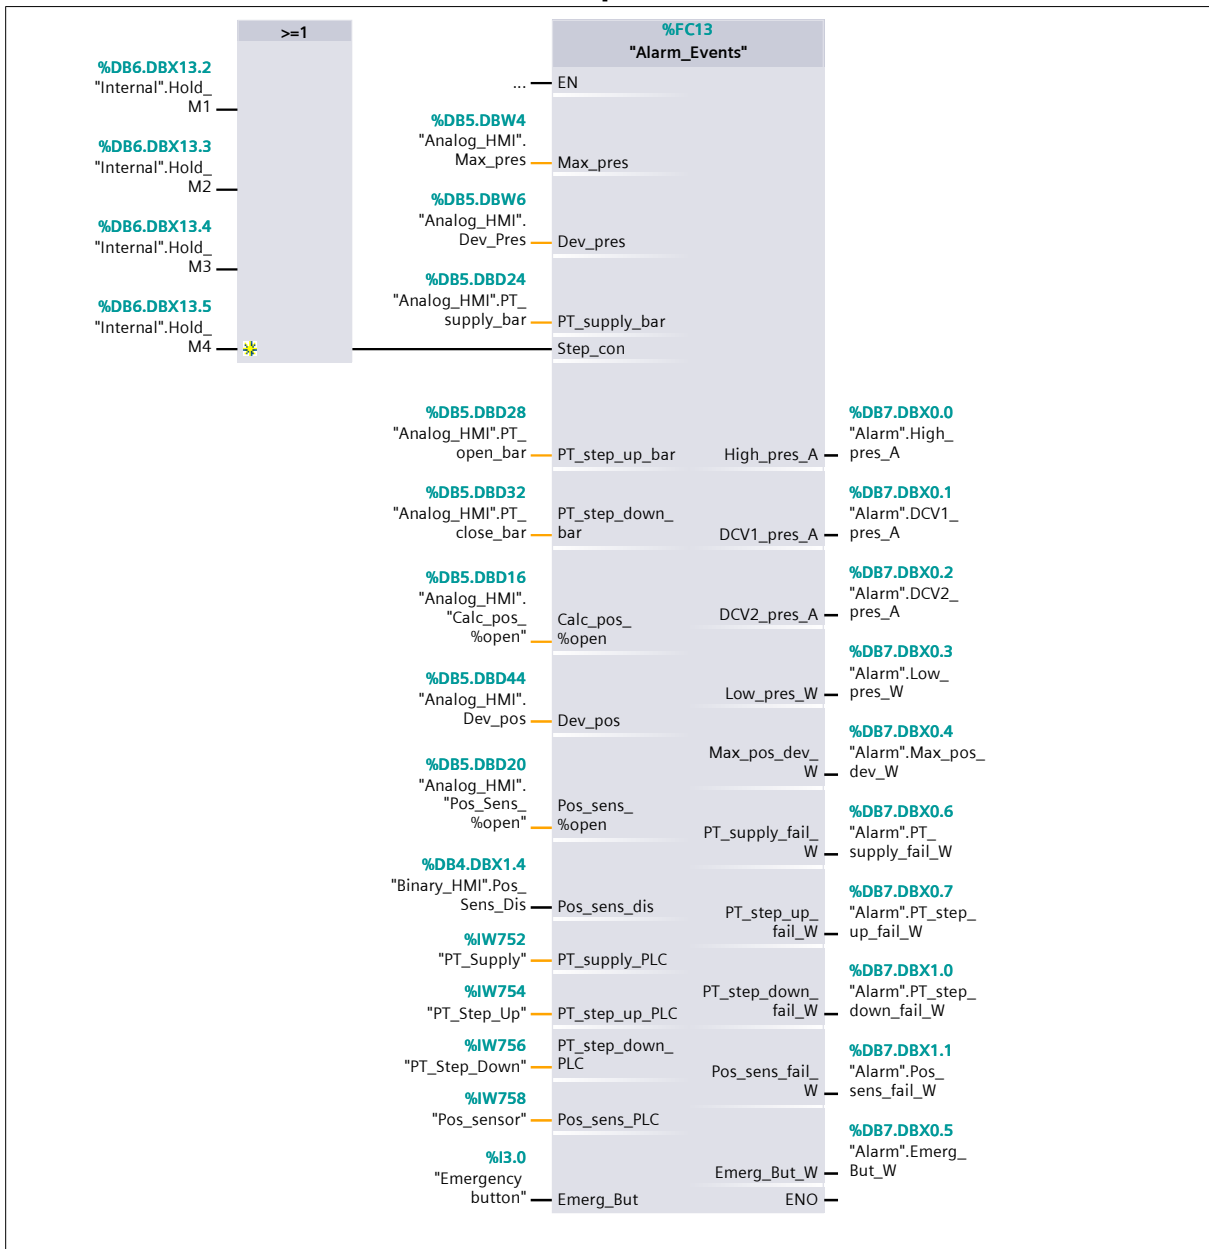 >=1
%DB6.DBX13.2
"Internal".Hold_
M1
%DB6.DBX13.3
"Internal".Hold_
M2
%DB6.DBX13.4
"Internal".Hold_
M3
%DB6.DBX13.5
"Internal".Hold_
M4
%FC13
"Alarm_Events"
...
EN
%DB5.DBW4
"Analog_HMI".
Max_pres
Max_pres
%DB5.DBW6
"Analog_HMI".
Dev_Pres
Dev_pres
%DB5.DBD24
"Analog_HMI".PT_
supply_bar
PT_supply_bar
Step_con
%DB5.DBD28
"Analog_HMI".PT_
open_bar
PT_step_up_bar
%DB5.DBD32
"Analog_HMI".PT_
close_bar
PT_step_down_
bar
%DB5.DBD16
"Analog_HMI".
"Calc_pos_
%open"
Calc_pos_
%open
%DB5.DBD44
"Analog_HMI".
Dev_pos
Dev_pos
%DB5.DBD20
"Analog_HMI".
"Pos_Sens_
%open"
Pos_sens_
%open
%DB4.DBX1.4
"Binary_HMI".Pos_
Sens_Dis
Pos_sens_dis
%IW752
"PT_Supply"
PT_supply_PLC
%IW754
"PT_Step_Up"
PT_step_up_PLC
%IW756
"PT_Step_Down"
PT_step_down_
PLC
%IW758
"Pos_sensor"
Pos_sens_PLC
%I3.0
"Emergency
button"
Emerg_But
High_pres_A
%DB7.DBX0.0
"Alarm".High_
pres_A
DCV1_pres_A
%DB7.DBX0.1
"Alarm".DCV1_
pres_A
DCV2_pres_A
%DB7.DBX0.2
"Alarm".DCV2_
pres_A
Low_pres_W
%DB7.DBX0.3
"Alarm".Low_
pres_W
Max_pos_dev_
W
%DB7.DBX0.4
"Alarm".Max_pos_
dev_W
PT_supply_fail_
W
%DB7.DBX0.6
"Alarm".PT_
supply_fail_W
PT_step_up_
fail_W
%DB7.DBX0.7
"Alarm".PT_step_
up_fail_W
PT_step_down_
fail_W
%DB7.DBX1.0
"Alarm".PT_step_
down_fail_W
Pos_sens_fail_
W
%DB7.DBX1.1
"Alarm".Pos_
sens_fail_W
Emerg_But_W
%DB7.DBX0.5
"Alarm".Emerg_
But_W
ENO